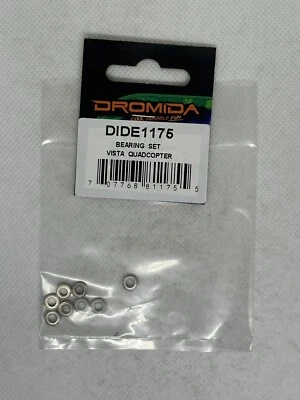 DROMIDA
DIDE1175
BEARING SET
VISTA QUADCOPTER
7 07768 81175 5